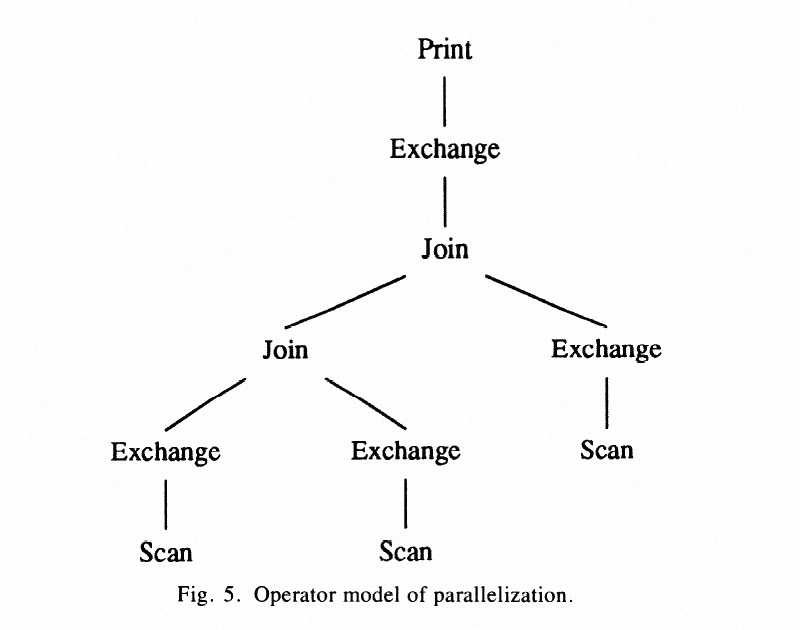 Print
Exchange
Join
Join
Exchange
Exchange
Exchange
Scan
Scan
Scan
Fig. 5. Operator model of parallelization.